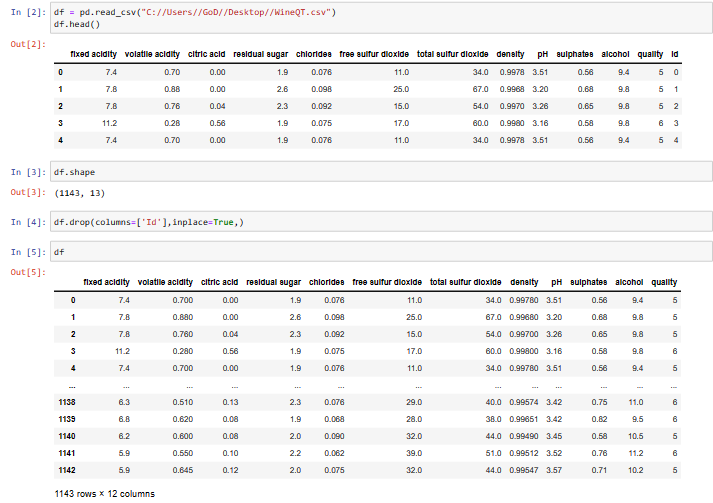 In [2]: df = pd.read_csv("C://Users//GoD//Desktop//WineQT.csv")
df.head()
Out[2]:
fixed acidity volatile acidity citric acid residual sugar chlorides free sulfur dioxide total sulfur dioxide density pH sulphates alcohol quality Id
0 7.4 0.70 0.00 1.9 0.076 11.0 34.0 0.9978 3.51 0.56 9.4 5 0
1 7.8 0.88 0.00 2.6 0.098 25.0 67.0 0.9968 3.20 0.68 9.8 5 1
2 7.8 0.76 0.04 2.3 0.092 15.0 54.0 0.9970 3.26 0.65 9.8 5 2
3 11.2 0.28 0.56 1.9 0.075 17.0 60.0 0.9980 3.16 0.58 9.8 6 3
4 7.4 0.70 0.00 1.9 0.076 11.0 34.0 0.9978 3.51 0.56 9.4 5 4
In [3]: df.shape
Out[3]: (1143, 13)
In [4]: df.drop(columns=['Id'],inplace=True,)
In [5]: df
Out[5]:
fixed acidity volatile acidity citric acid residual sugar chlorides free sulfur dioxide total sulfur dioxide density pH sulphates alcohol quality
0 7.4 0.700 0.00 1.9 0.076 11.0 34.0 0.99780 3.51 0.56 9.4 5
1 7.8 0.880 0.00 2.6 0.098 25.0 67.0 0.99680 3.20 0.68 9.8 5
2 7.8 0.760 0.04 2.3 0.092 15.0 54.0 0.99700 3.26 0.65 9.8 5
3 11.2 0.280 0.56 1.9 0.075 17.0 60.0 0.99800 3.16 0.58 9.8 6
4 7.4 0.700 0.00 1.9 0.076 11.0 34.0 0.99780 3.51 0.56 9.4 5
... ... ... ... ... ... ... ... ... ... ... ... ...
1138 6.3 0.510 0.13 2.3 0.076 29.0 40.0 0.99574 3.42 0.75 11.0 6
1139 6.8 0.620 0.08 1.9 0.068 28.0 38.0 0.99651 3.42 0.82 9.5 6
1140 6.2 0.600 0.08 2.0 0.090 32.0 44.0 0.99490 3.45 0.58 10.5 5
1141 5.9 0.550 0.10 2.2 0.062 39.0 51.0 0.99512 3.52 0.76 11.2 6
1142 5.9 0.645 0.12 2.0 0.075 32.0 44.0 0.99547 3.57 0.71 10.2 5
1143 rows × 12 columns